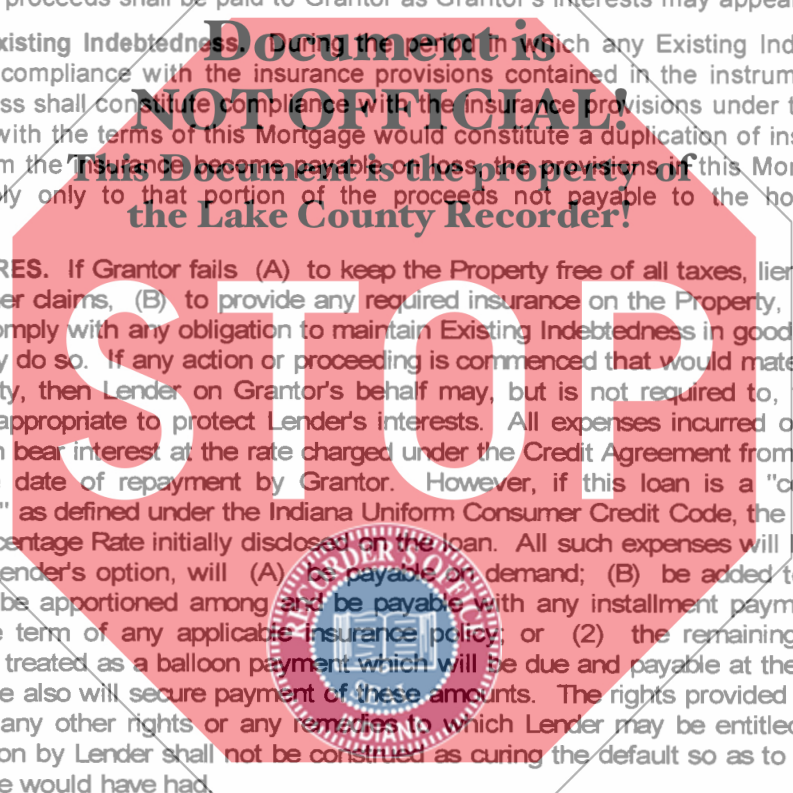 proceeds shall be paid to Grantor as Grantor's interests may appear
xisting Indebtedness. During the period in which any Existing Ind
compliance with the insurance provisions contained in the instrum
ss shall constitute compliance with the insurance provisions under t
with the terms of this Mortgage would constitute a duplication of ins
m the insurance become payable on loss, the provisions in this Mor
ly only to that portion of the proceeds not payable to the ho
Document is
NOT OFFICIAL!
This Document is the property of
the Lake County Recorder!
RES. If Grantor fails (A) to keep the Property free of all taxes, lien
er claims, (B) to provide any required insurance on the Property,
omply with any obligation to maintain Existing Indebtedness in good
y do so. If any action or proceeding is commenced that would mate
ty, then Lender on Grantor's behalf may, but is not required to,
appropriate to protect Lender's interests. All expenses incurred o
n bear interest at the rate charged under the Credit Agreement from
date of repayment by Grantor. However, if this loan is a "co
" as defined under the Indiana Uniform Consumer Credit Code, the
centage Rate initially disclosed on the loan. All such expenses will
ender's option, will (A) be payable on demand; (B) be added t
be apportioned among and be payable with any installment paym
e term of any applicable insurance policy; or (2) the remaining
treated as a balloon payment which will be due and payable at the
e also will secure payment of these amounts. The rights provided
any other rights or any remedies to which Lender may be entitled
on by Lender shall not be construed as curing the default so as to
e would have had.
STOP
RECORDER'S OFFICE
INDIANA